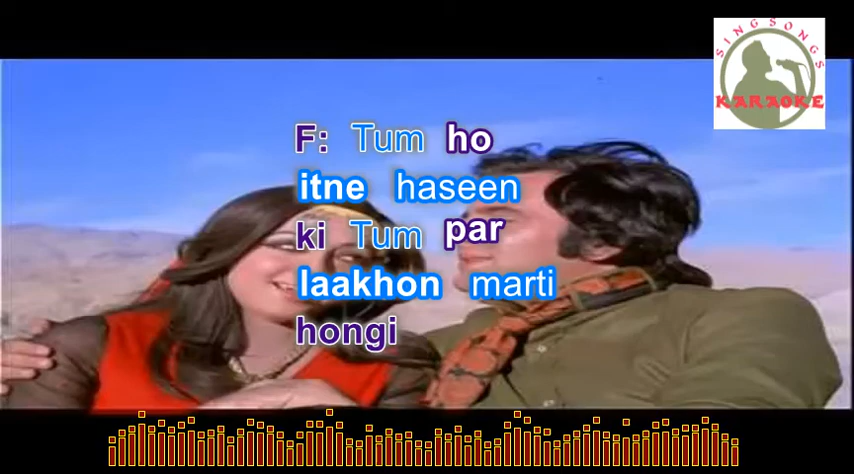 SING SONGS
KARAOKE
F: Tum ho
itne haseen
ki Tum par
laakhon marti
hongi